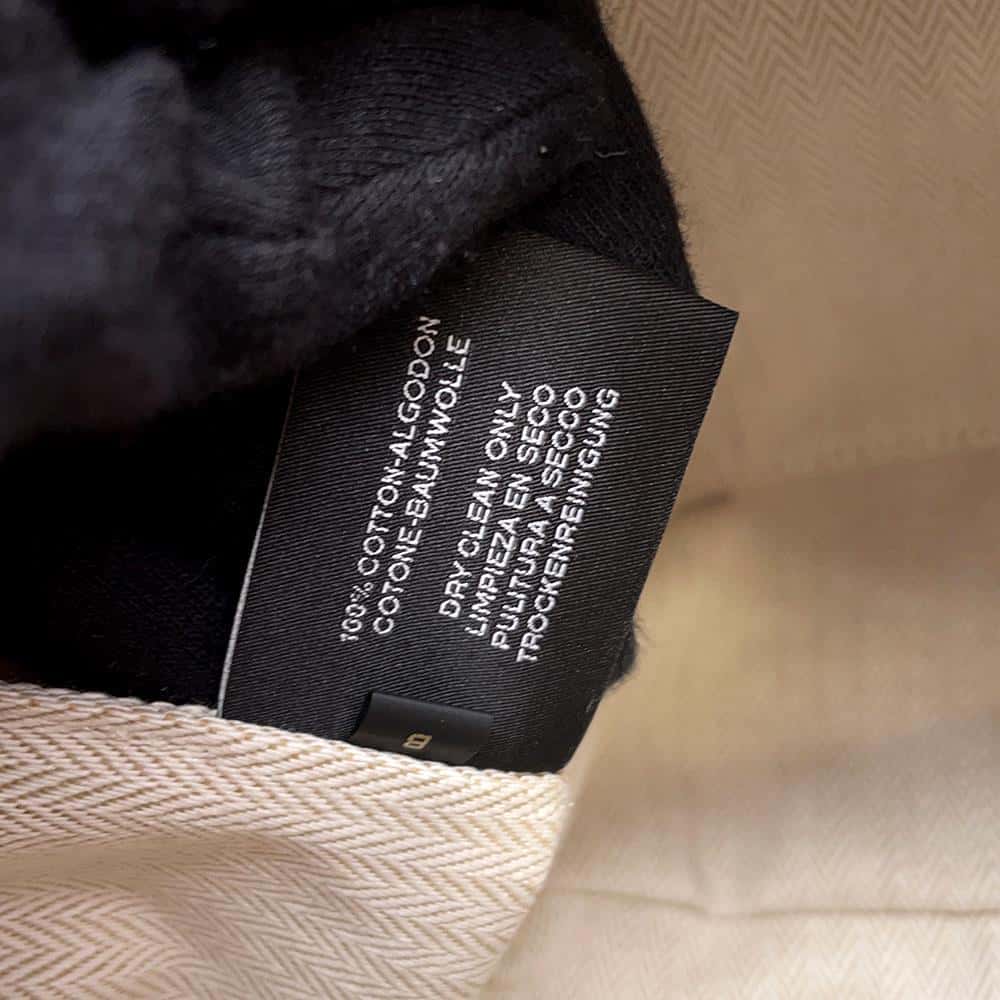 100% COTTON-ALGODON
COTONE-BAUMWOLLE
DRY CLEAN ONLY
LIMPIEZA EN SECO
PULITURA A SECCO
TROCKENREINIGUNG